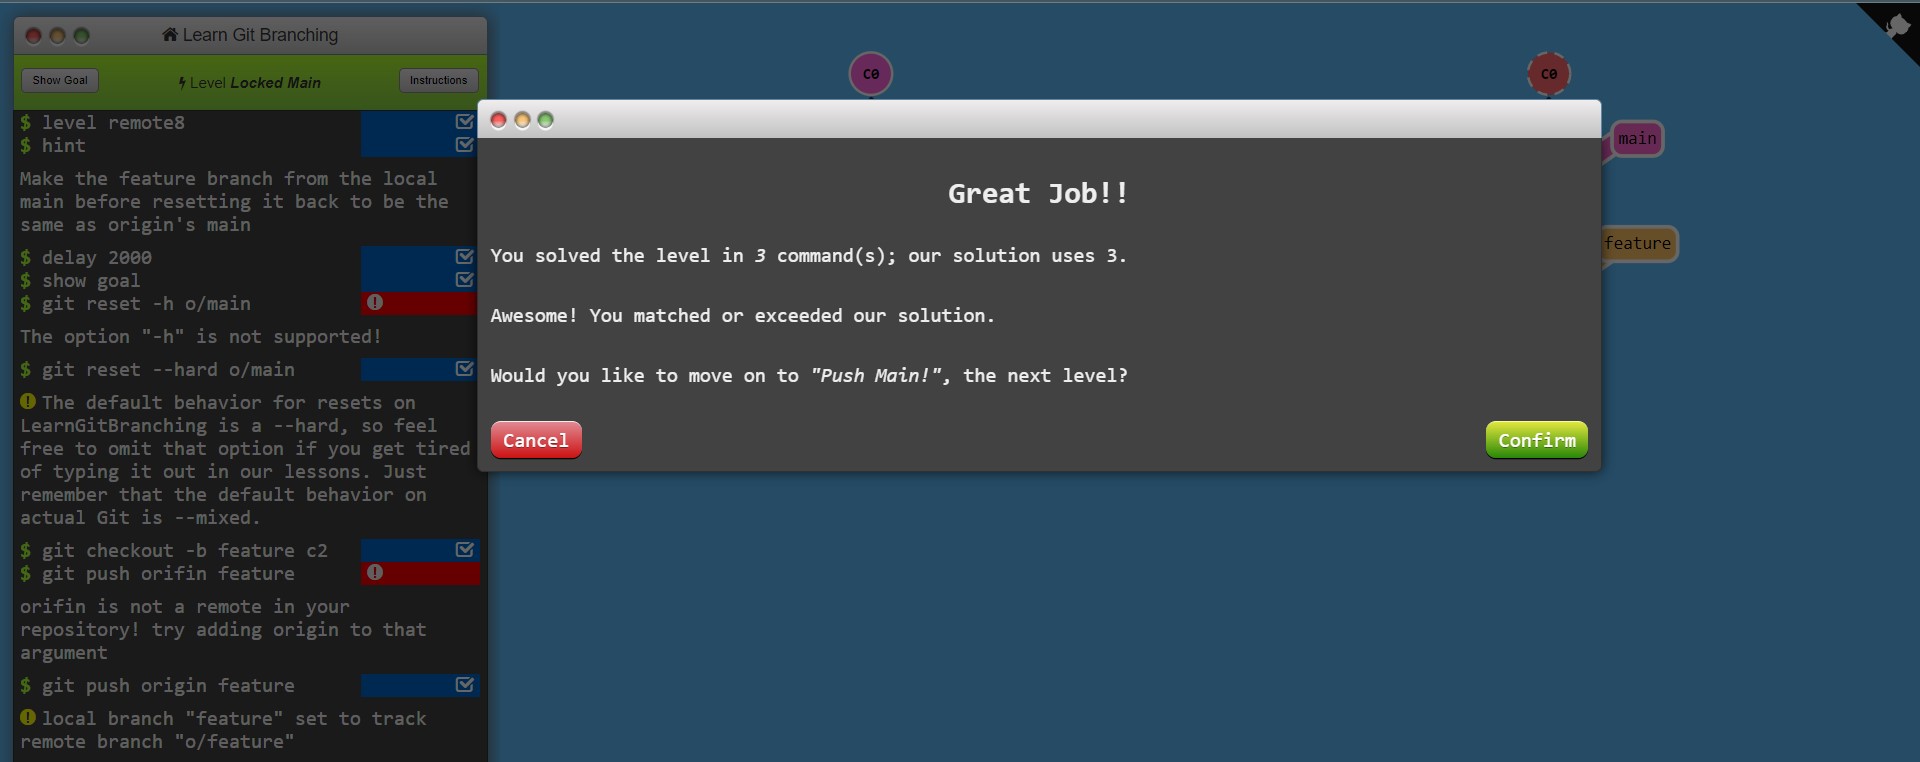 Learn Git Branching
Show Goal
Level Locked Main
Instructions
$ level remote8
$ hint
Make the feature branch from the local
main before resetting it back to be the
same as origin's main
$ delay 2000
$ show goal
$ git reset -h o/main
The option "-h" is not supported!
$ git reset --hard o/main
The default behavior for resets on
LearnGitBranching is a --hard, so feel
free to omit that option if you get tired
of typing it out in our lessons. Just
remember that the default behavior on
actual Git is --mixed.
$ git checkout -b feature c2
$ git push orifin feature
orifin is not a remote in your
repository! try adding origin to that
argument
$ git push origin feature
local branch "feature" set to track
remote branch "o/feature"
C0
C0
main
feature
Great Job!!
You solved the level in 3 command(s); our solution uses 3.
Awesome! You matched or exceeded our solution.
Would you like to move on to "Push Main!", the next level?
Cancel
Confirm